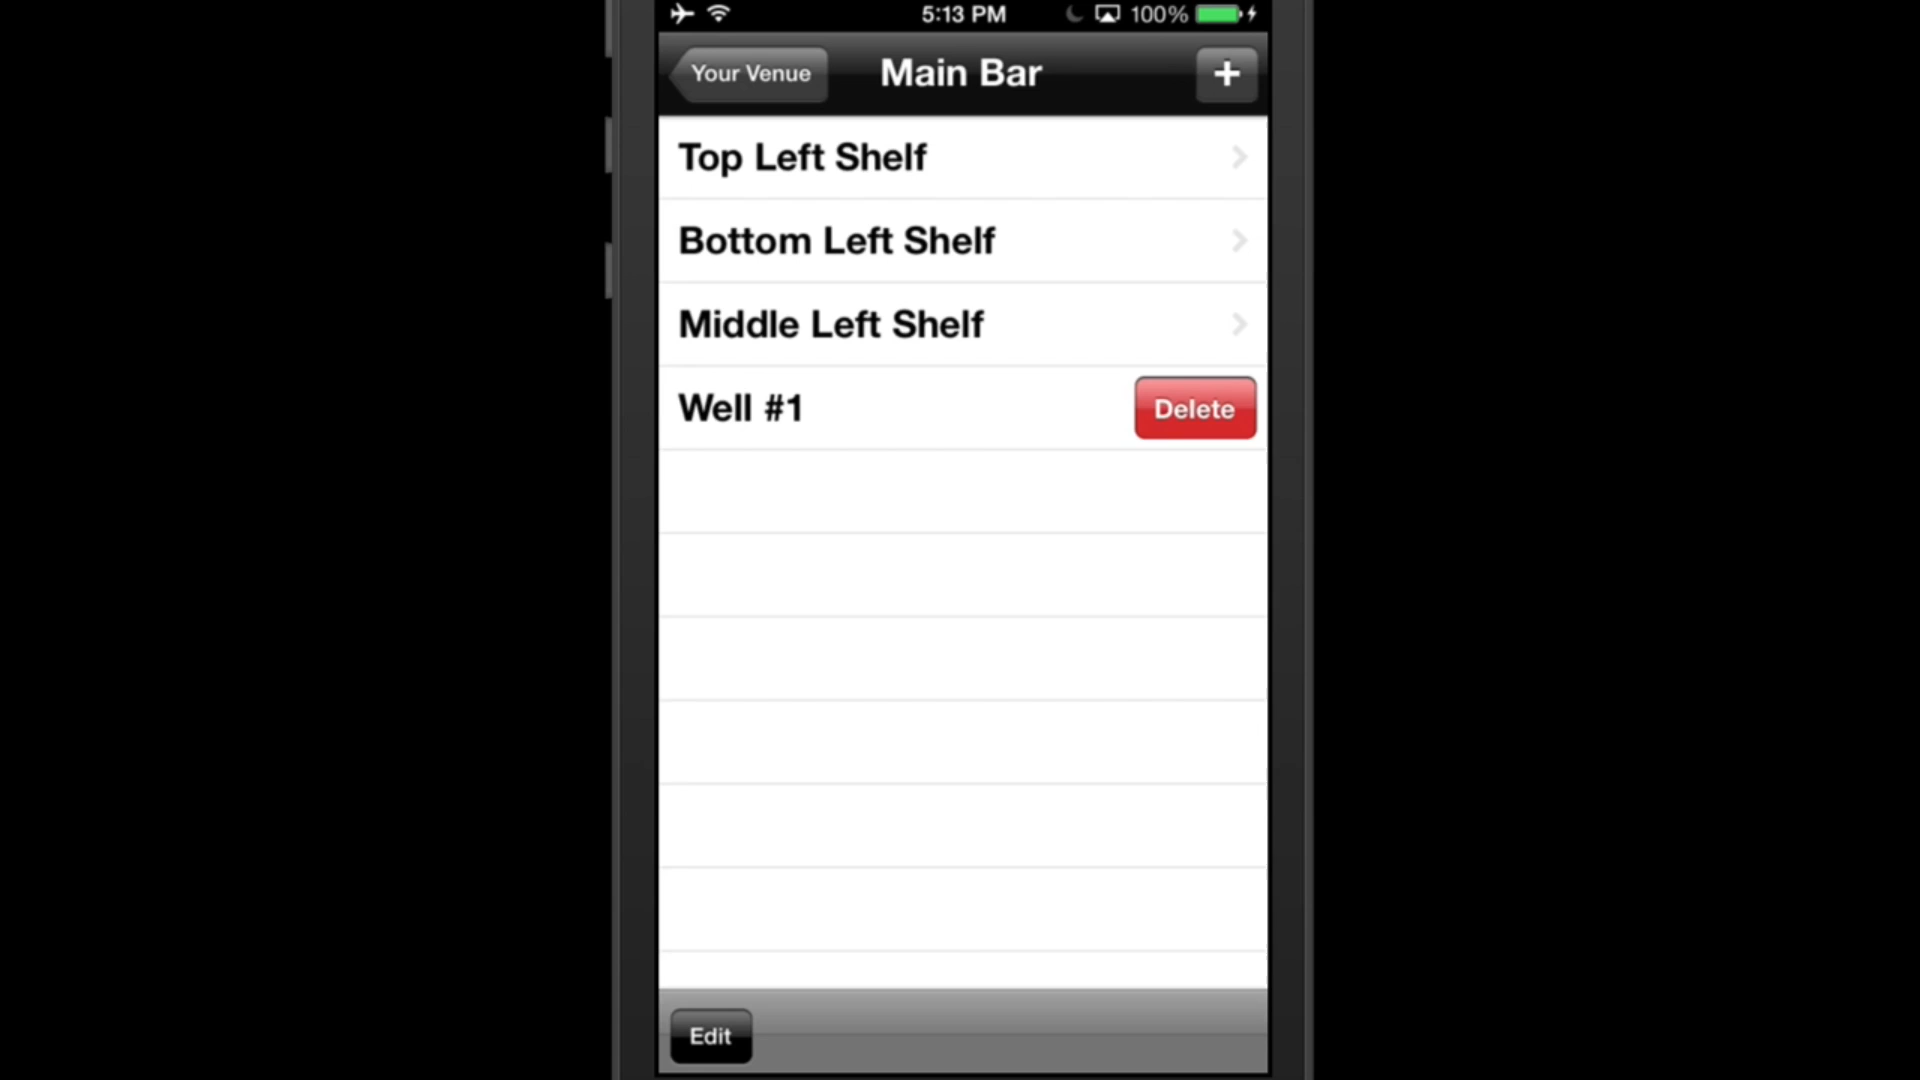 5:13 PM 100%
Your Venue Main Bar +
Top Left Shelf
Bottom Left Shelf
Middle Left Shelf
Well #1 Delete
Edit